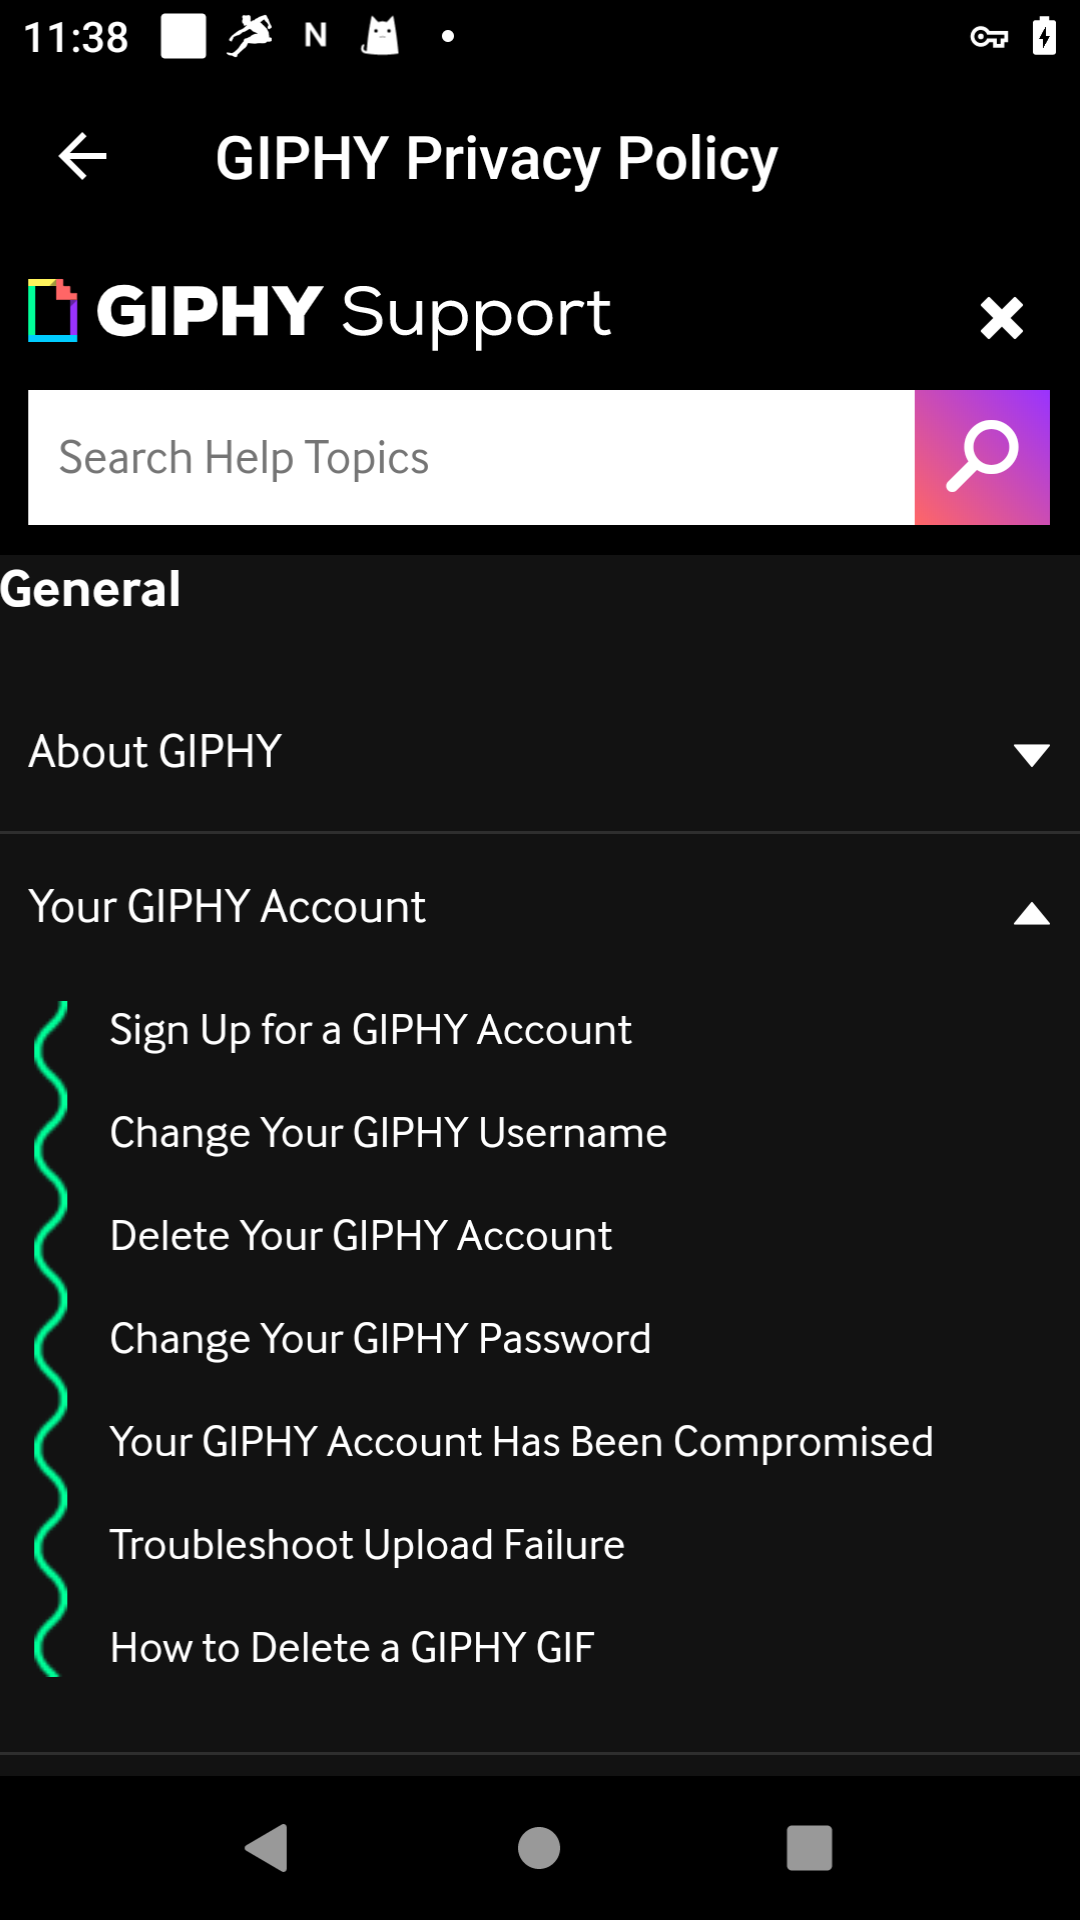 11:38 N
GIPHY Privacy Policy
GIPHY Support
Search Help Topics
General
About GIPHY
Your GIPHY Account
Sign Up for a GIPHY Account
Change Your GIPHY Username
Delete Your GIPHY Account
Change Your GIPHY Password
Your GIPHY Account Has Been Compromised
Troubleshoot Upload Failure
How to Delete a GIPHY GIF